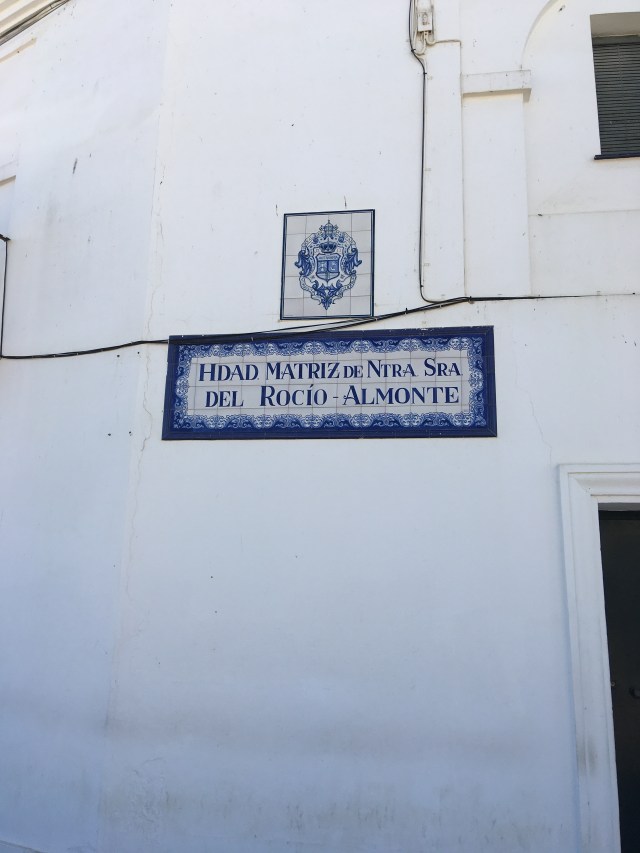 HDAD MATRIZ DE NTRA SRA
DEL ROCÍO - ALMONTE